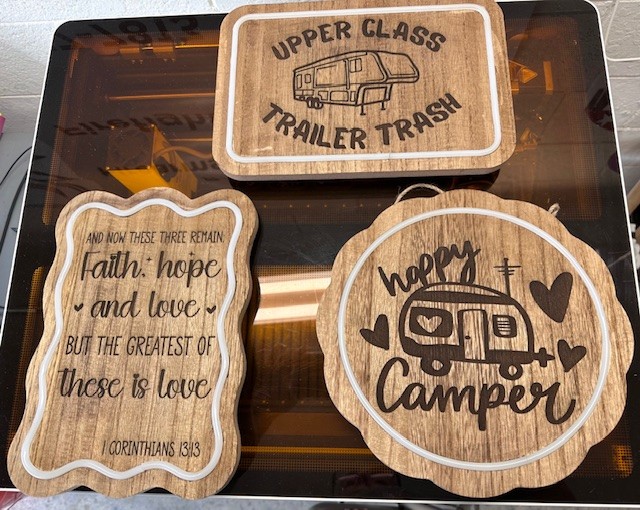 UPPER CLASS
TRAILER TRASH
AND NOW THESE THREE REMAIN
Faith, hope
and love
BUT THE GREATEST OF
these is love
1 CORINTHIANS 13:13
happy
Camper